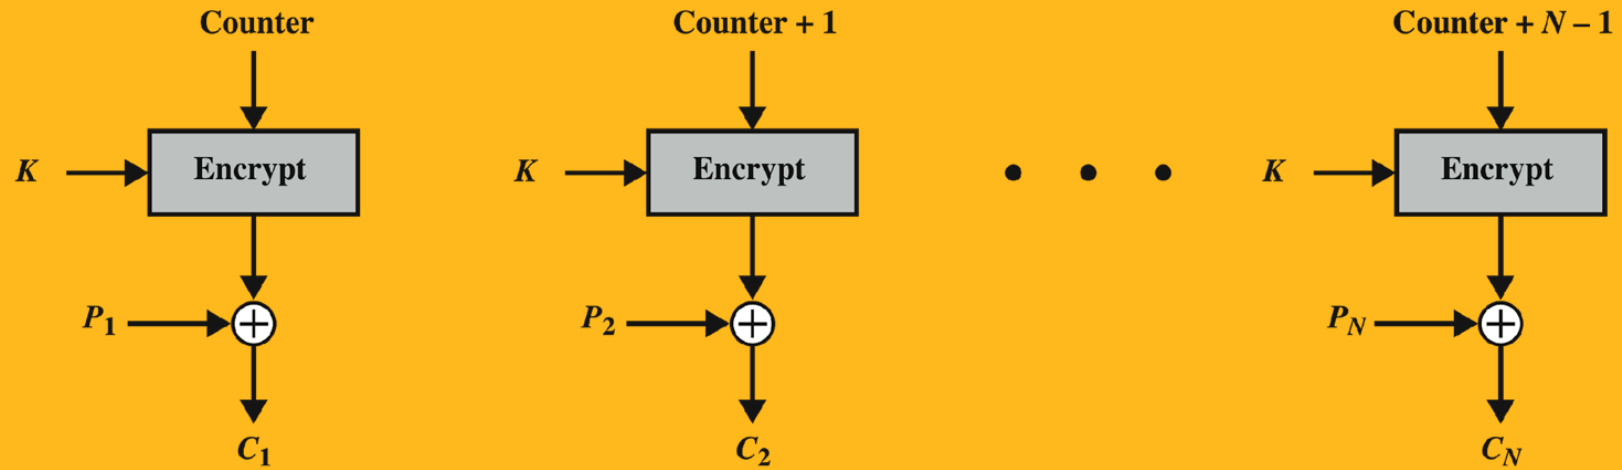 Counter
Counter + 1
Counter + N – 1
K
Encrypt
K
Encrypt
K
Encrypt
P1
P2
PN
C1
C2
CN